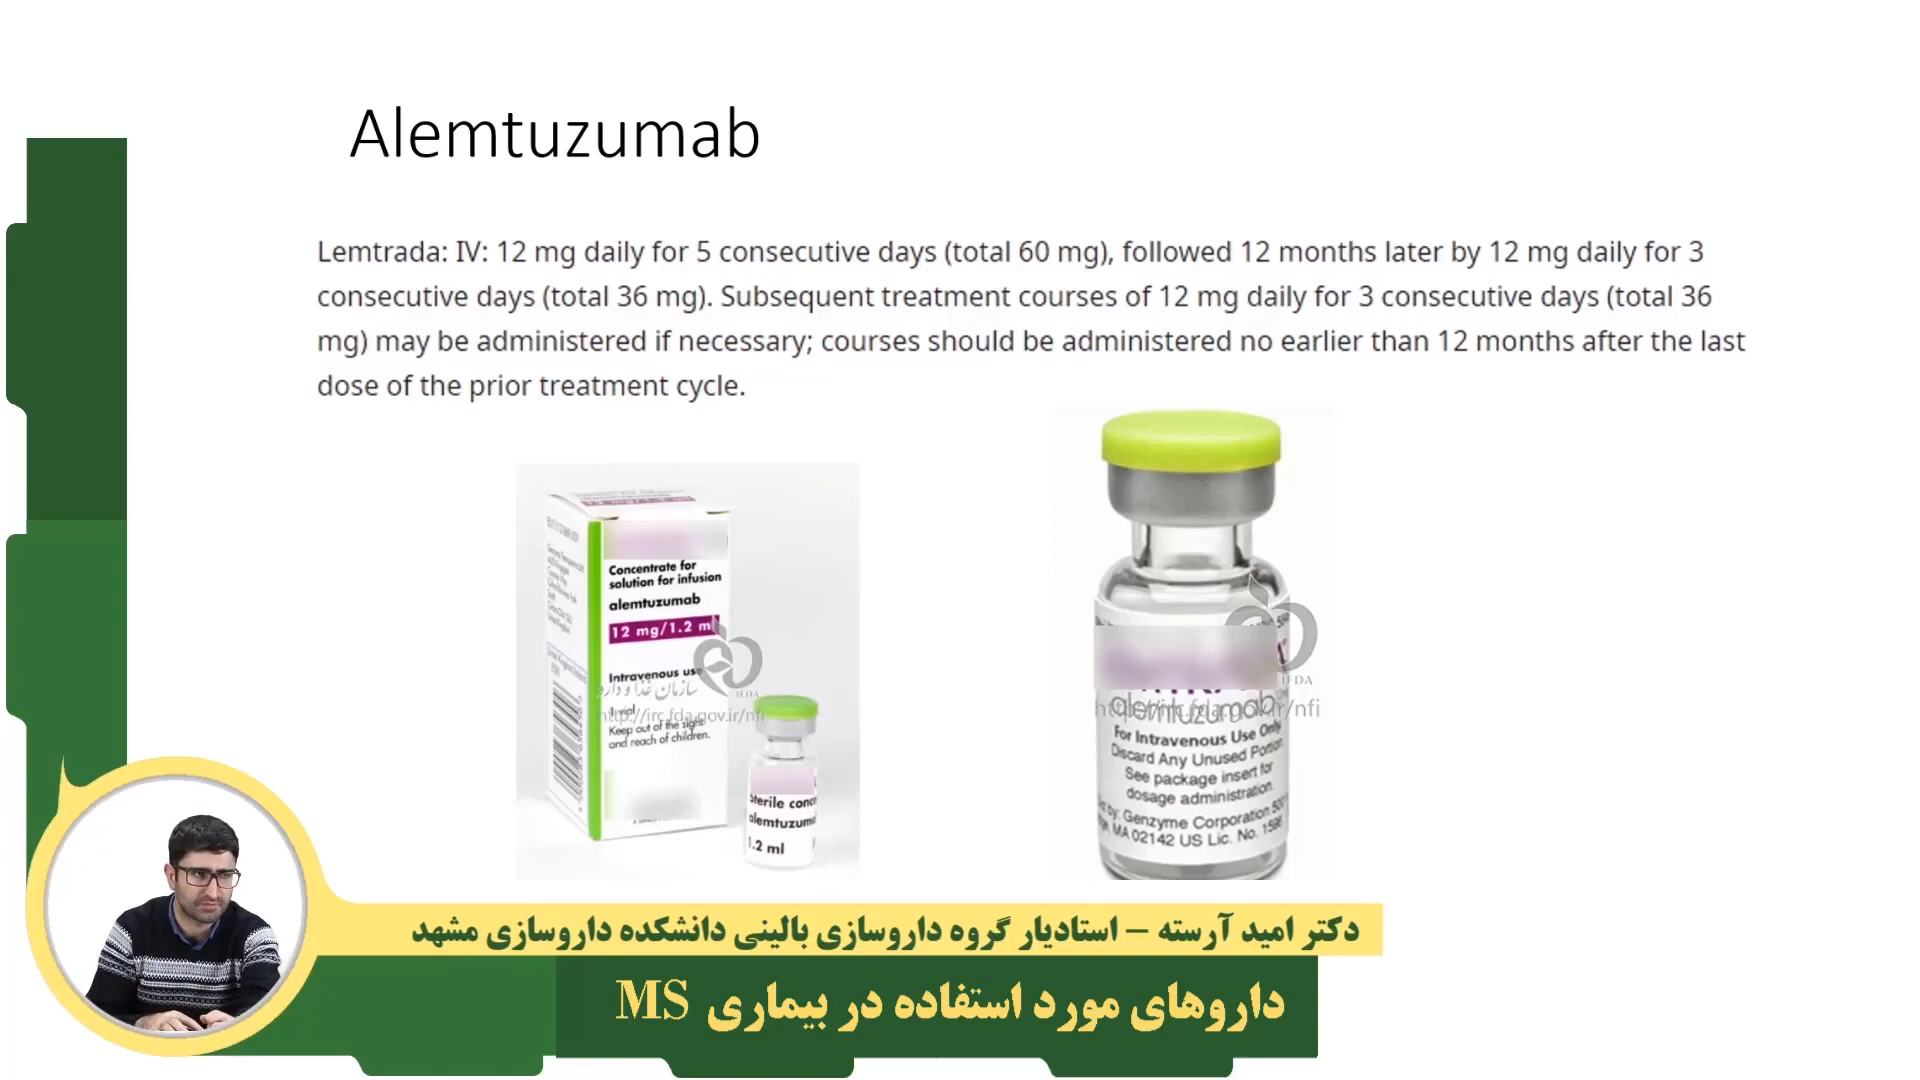 Alemtuzumab
Lemtrada: IV: 12 mg daily for 5 consecutive days (total 60 mg), followed 12 months later by 12 mg daily for 3
consecutive days (total 36 mg). Subsequent treatment courses of 12 mg daily for 3 consecutive days (total 36
mg) may be administered if necessary; courses should be administered no earlier than 12 months after the last
dose of the prior treatment cycle.
Concentrate for
solution for infusion
alemtuzumab
12 mg/1.2 ml
Intravenous use
سازمان غذا و دارو
IFDA
1 vial
http://irc.fda.gov.ir/nfi
Keep out of the sight
and reach of children.
alemtuzum
1.2 ml
IFDA
alemtuzumab
For Intravenous Use Only
Discard Any Unused Portion
See package insert for
dosage administration
by: Genzyme Corporation 500
MA 02142 US Lic. No. 1596
دکتر امید آرسته – استادیار گروه داروسازی بالینی دانشکده داروسازی مشهد
داروهای مورد استفاده در بیماری MS